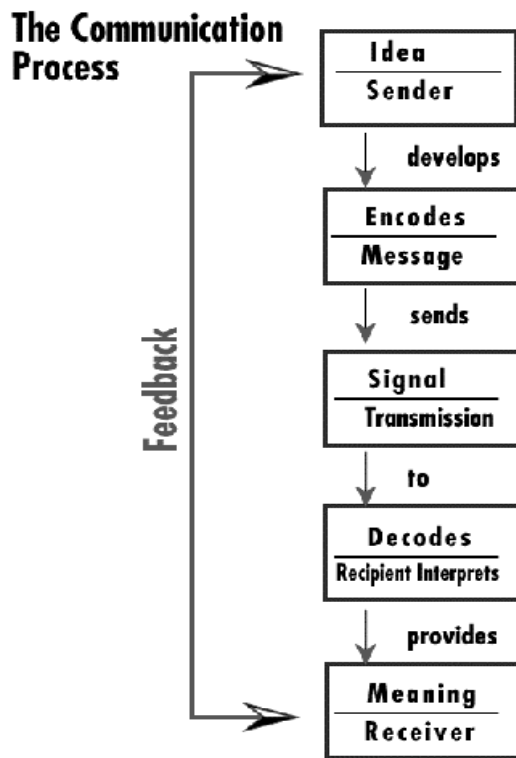 The Communication
Process
Idea
Sender
develops
Encodes
Message
sends
Signal
Transmission
to
Decodes
Recipient Interprets
provides
Meaning
Receiver
Feedback